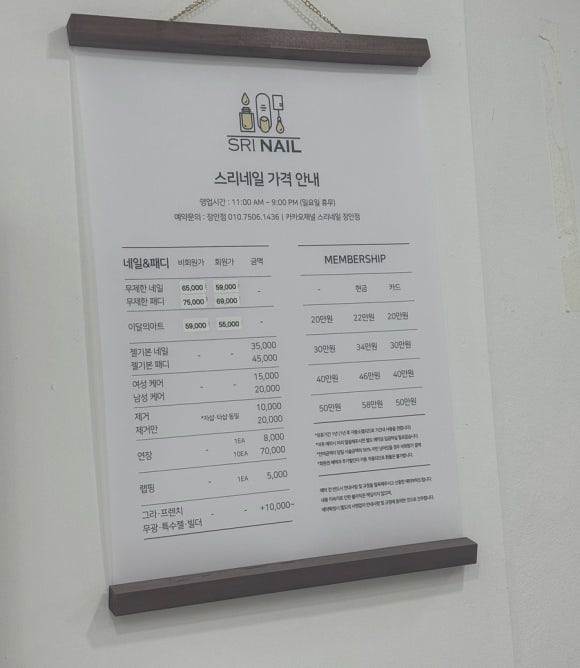 SRI NAIL
스리네일 가격 안내
영업시간 : 11:00 AM ~ 9:00 PM (일요일 휴무)
예약문의 : 장안점 010.7506.1436 | 카카오채널 스리네일 장안점
네일&패디 비회원가 회원가 금액
무제한 네일 65,000 59,000 -
무제한 패디 75,000 69,000
이달의아트 59,000 55,000 -
젤기본 네일 - - 35,000
젤기본 패디 45,000
여성 케어 - - 15,000
남성 케어 20,000
제거 *자샵·타샵 동일 10,000
제거만 20,000
연장 - 1EA 8,000
10EA 70,000
랩핑 - 1EA 5,000
그라·프렌치 - - +10,000~
무광·특수젤·빌더
MEMBERSHIP
- 현금 카드
20만원 22만원 20만원
30만원 34만원 30만원
40만원 46만원 40만원
50만원 58만원 50만원